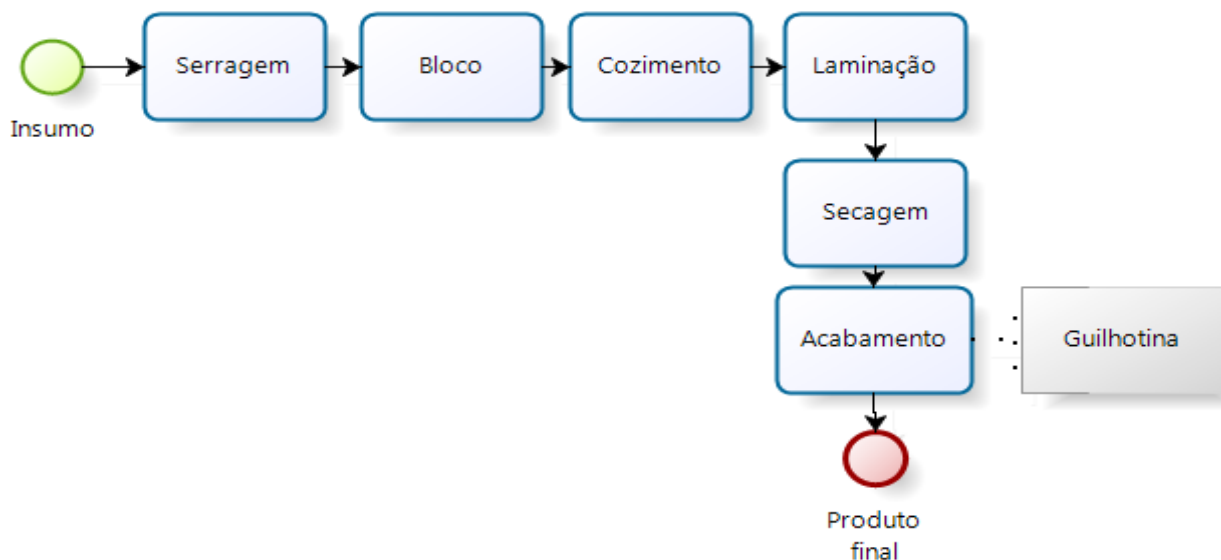 Serragem
Bloco
Cozimento
Laminação
Insumo
Secagem
Acabamento
Guilhotina
Produto
final